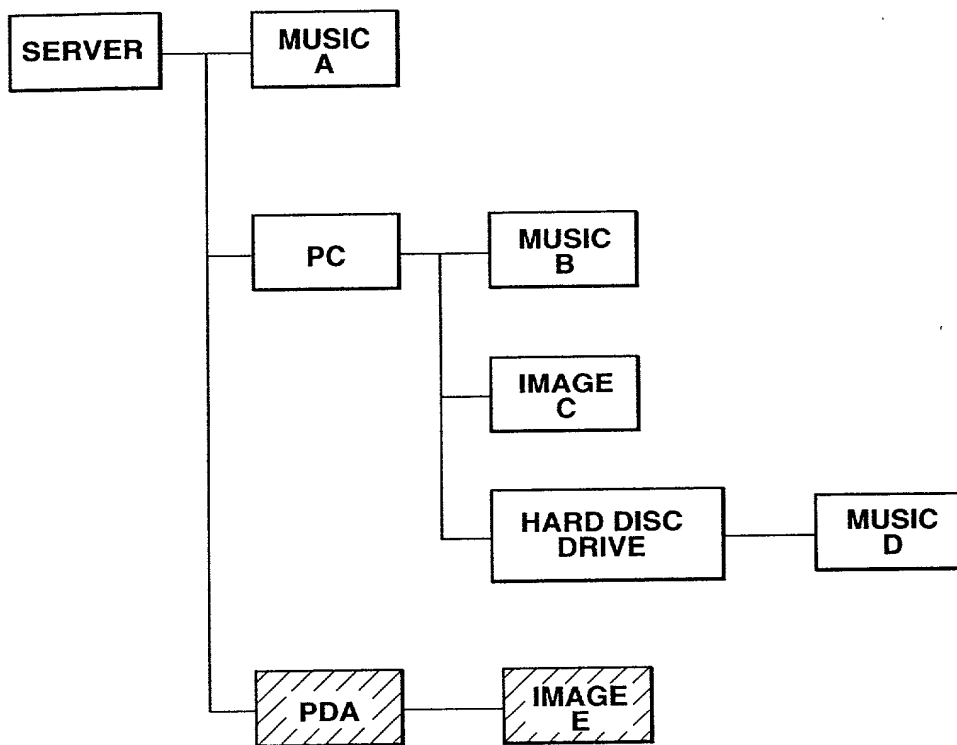 SERVER
MUSIC
A
PC
MUSIC
B
IMAGE
C
HARD DISC
DRIVE
MUSIC
D
PDA
IMAGE
E